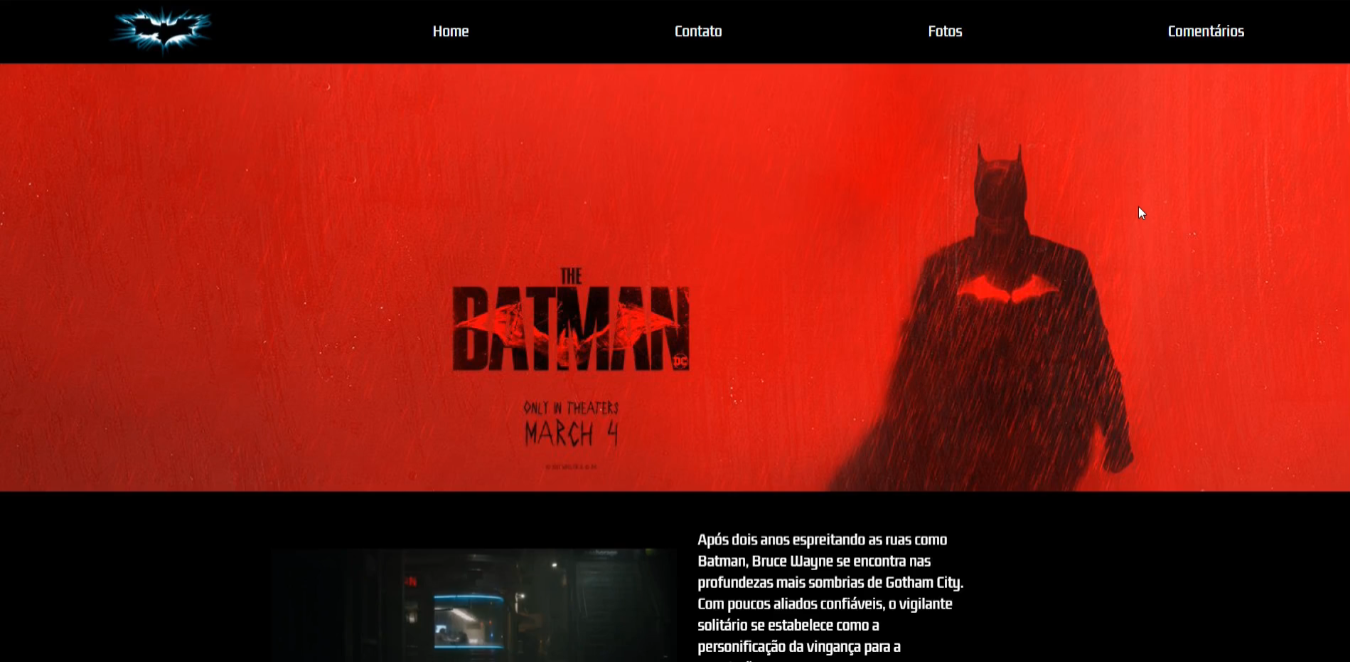 Home
Contato
Fotos
Comentários
THE
BATMAN
DC
ONLY IN THEATERS
MARCH 4
Após dois anos espreitando as ruas como
Batman, Bruce Wayne se encontra nas
profundezas mais sombrias de Gotham City.
Com poucos aliados confiáveis, o vigilante
solitário se estabelece como a
personificação da vingança para a